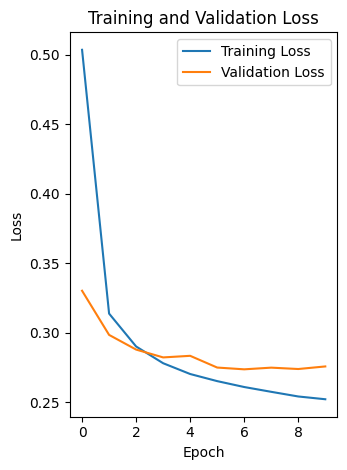 Training and Validation Loss
Training Loss
Validation Loss
0.50
0.45
0.40
0.35
0.30
0.25
Loss
0 2 4 6 8
Epoch